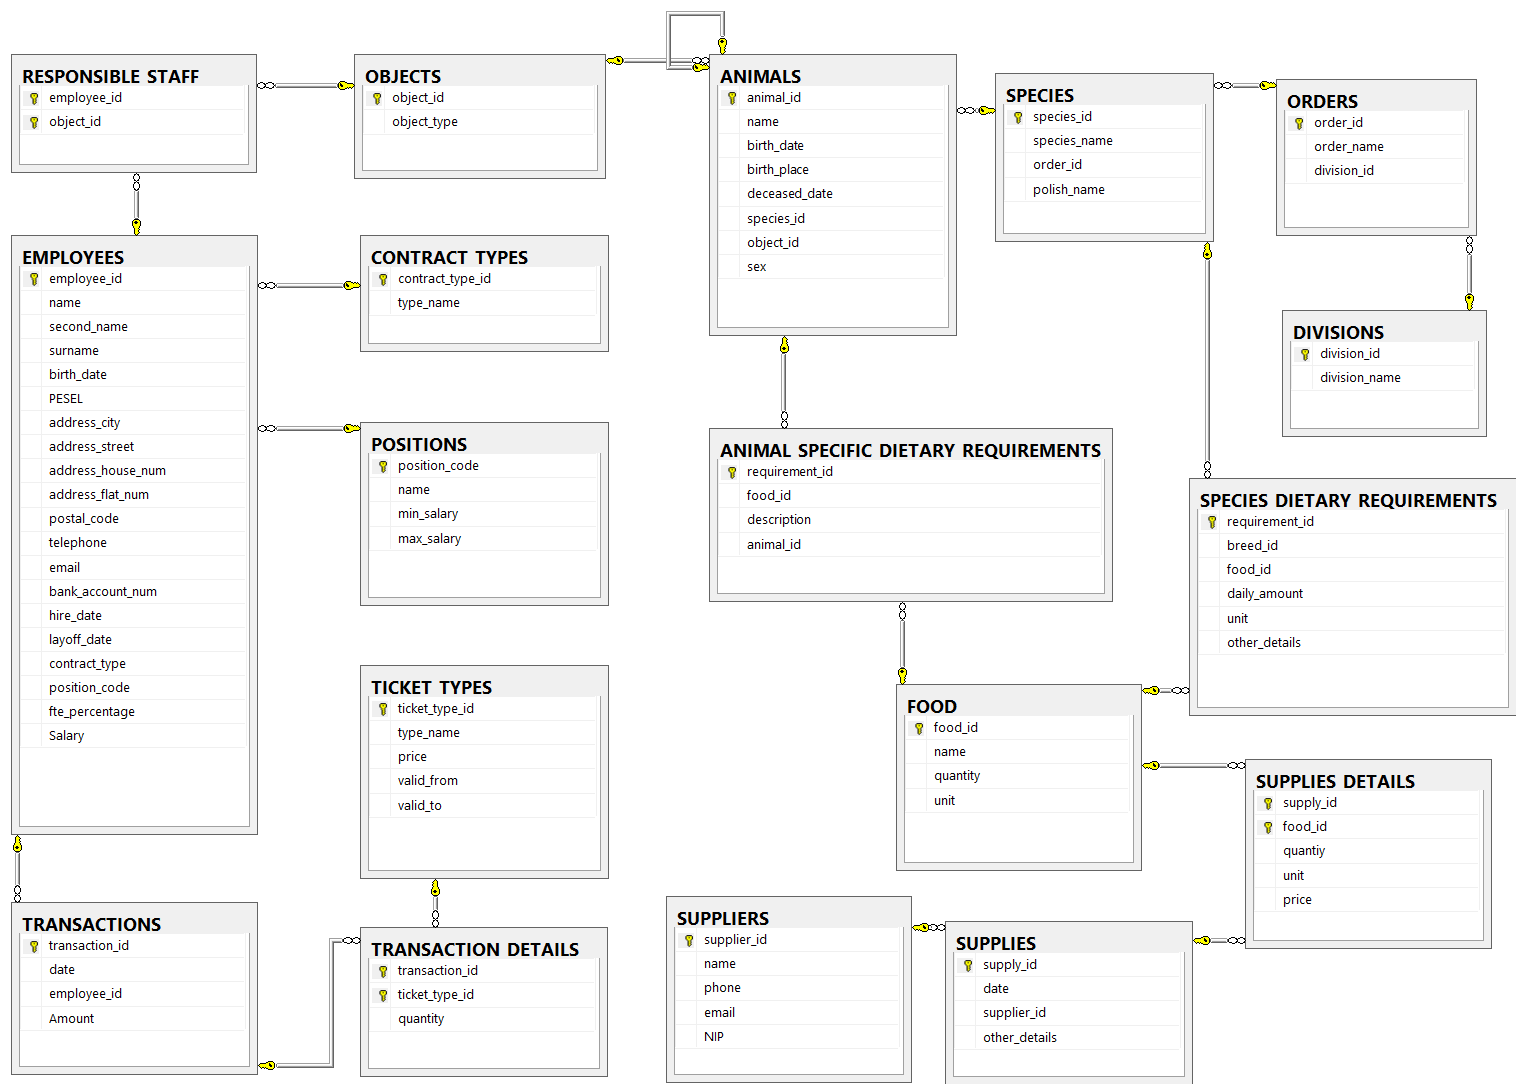 RESPONSIBLE STAFF
employee_id
object_id
OBJECTS
object_id
object_type
ANIMALS
animal_id
name
birth_date
birth_place
deceased_date
species_id
object_id
sex
SPECIES
species_id
species_name
order_id
polish_name
ORDERS
order_id
order_name
division_id
EMPLOYEES
employee_id
name
second_name
surname
birth_date
PESEL
address_city
address_street
address_house_num
address_flat_num
postal_code
telephone
email
bank_account_num
hire_date
layoff_date
contract_type
position_code
fte_percentage
Salary
CONTRACT TYPES
contract_type_id
type_name
DIVISIONS
division_id
division_name
POSITIONS
position_code
name
min_salary
max_salary
ANIMAL SPECIFIC DIETARY REQUIREMENTS
requirement_id
food_id
description
animal_id
SPECIES DIETARY REQUIREMENTS
requirement_id
breed_id
food_id
daily_amount
unit
other_details
TICKET TYPES
ticket_type_id
type_name
price
valid_from
valid_to
FOOD
food_id
name
quantity
unit
SUPPLIES DETAILS
supply_id
food_id
quantiy
unit
price
TRANSACTIONS
transaction_id
date
employee_id
Amount
TRANSACTION DETAILS
transaction_id
ticket_type_id
quantity
SUPPLIERS
supplier_id
name
phone
email
NIP
SUPPLIES
supply_id
date
supplier_id
other_details